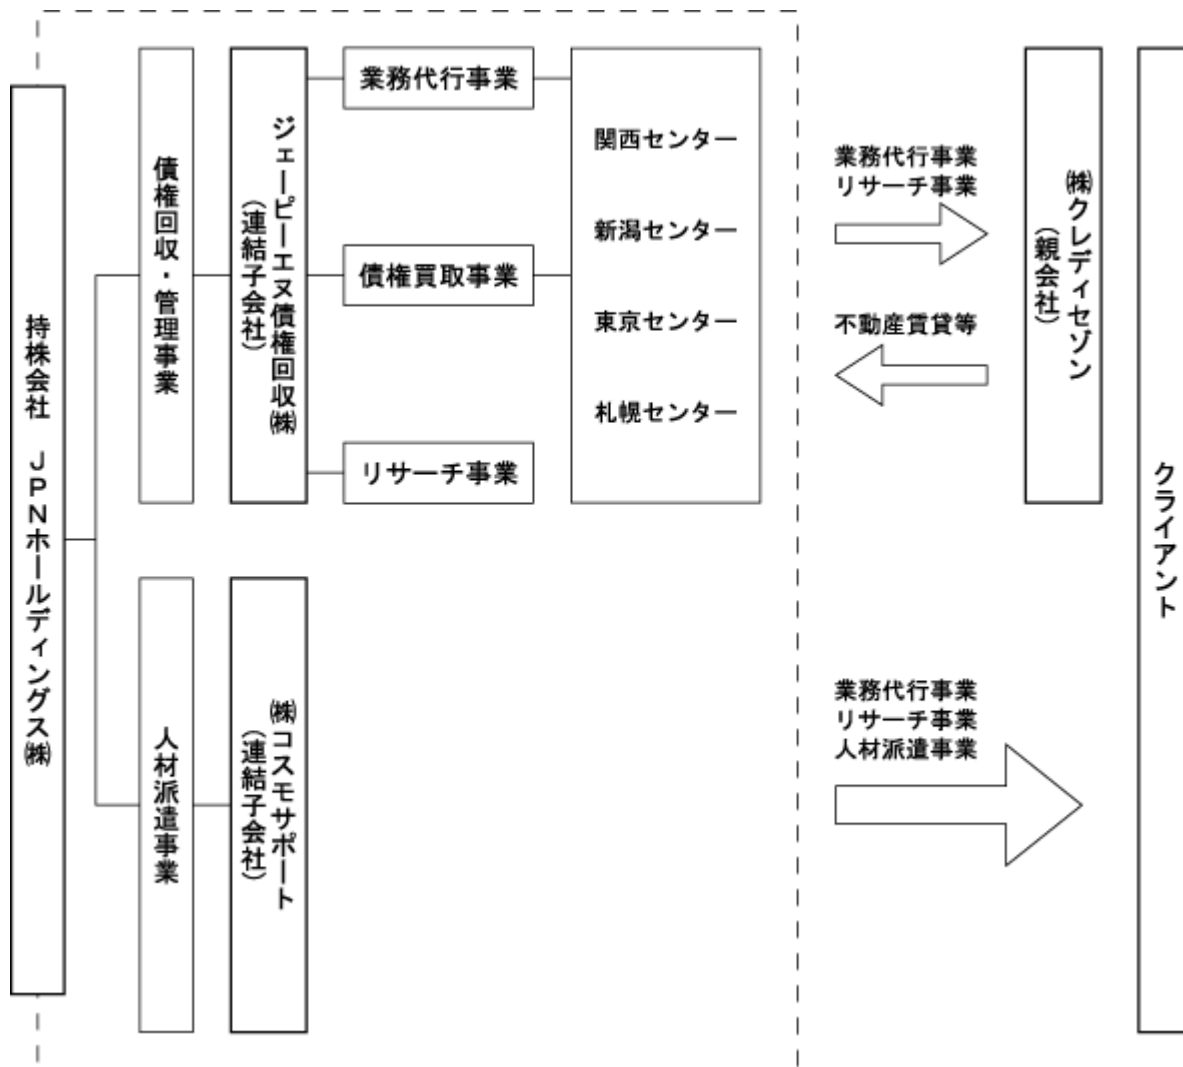 持株会社　ＪＰＮホールディングス㈱
債権回収・管理事業
ジェーピーエヌ債権回収㈱
（連結子会社）
業務代行事業
債権買取事業
リサーチ事業
関西センター
新潟センター
東京センター
札幌センター
人材派遣事業
㈱コスモサポート
（連結子会社）
業務代行事業
リサーチ事業
不動産賃貸等
㈱クレディセゾン
（親会社）
業務代行事業
リサーチ事業
人材派遣事業
クライアント